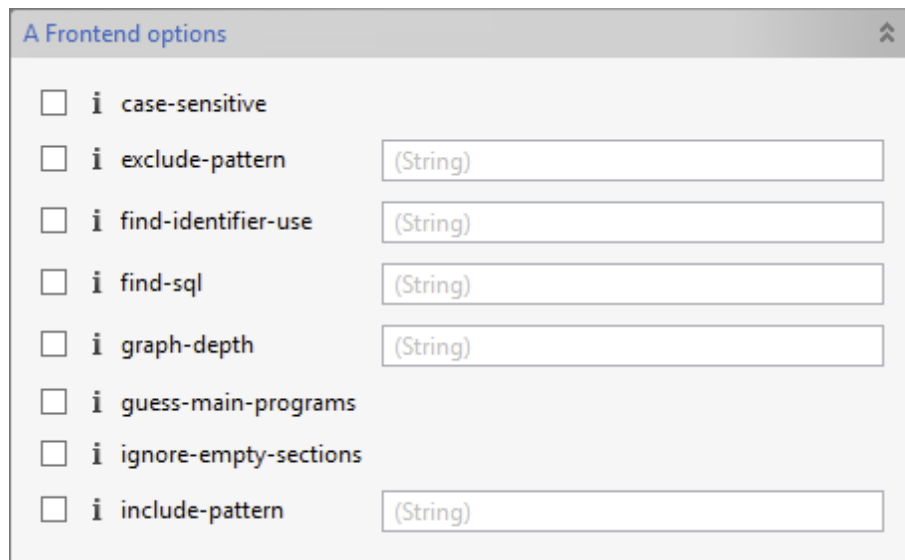 A Frontend options
i case-sensitive
i exclude-pattern (String)
i find-identifier-use (String)
i find-sql (String)
i graph-depth (String)
i guess-main-programs
i ignore-empty-sections
i include-pattern (String)